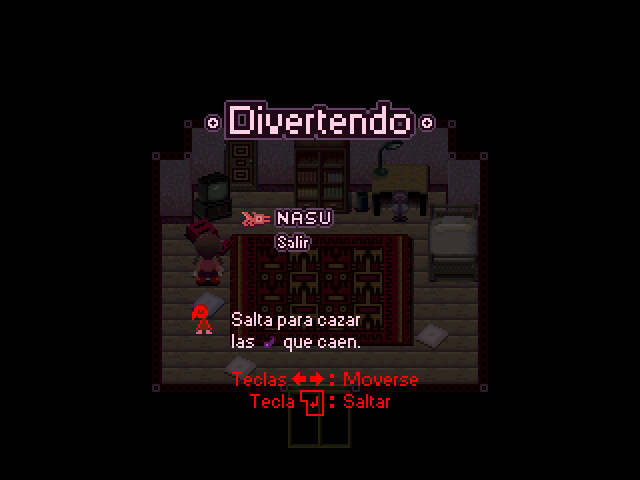 Divertendo
NASU
Salir
Salta para cazar
las que caen.
Teclas ←→: Moverse
Tecla ↵: Saltar